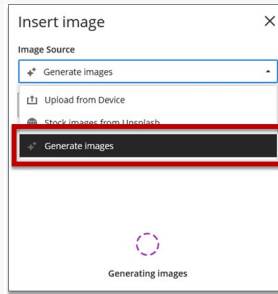 Insert image
Image Source
Generate images
Upload from Device
Stock images from Unsplash
Generate images
Generating images